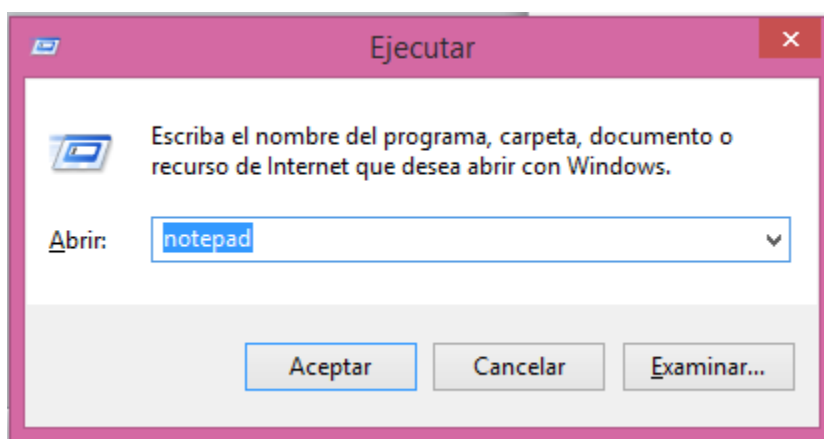 Ejecutar
Escriba el nombre del programa, carpeta, documento o
recurso de Internet que desea abrir con Windows.
Abrir: notepad
Aceptar Cancelar Examinar...